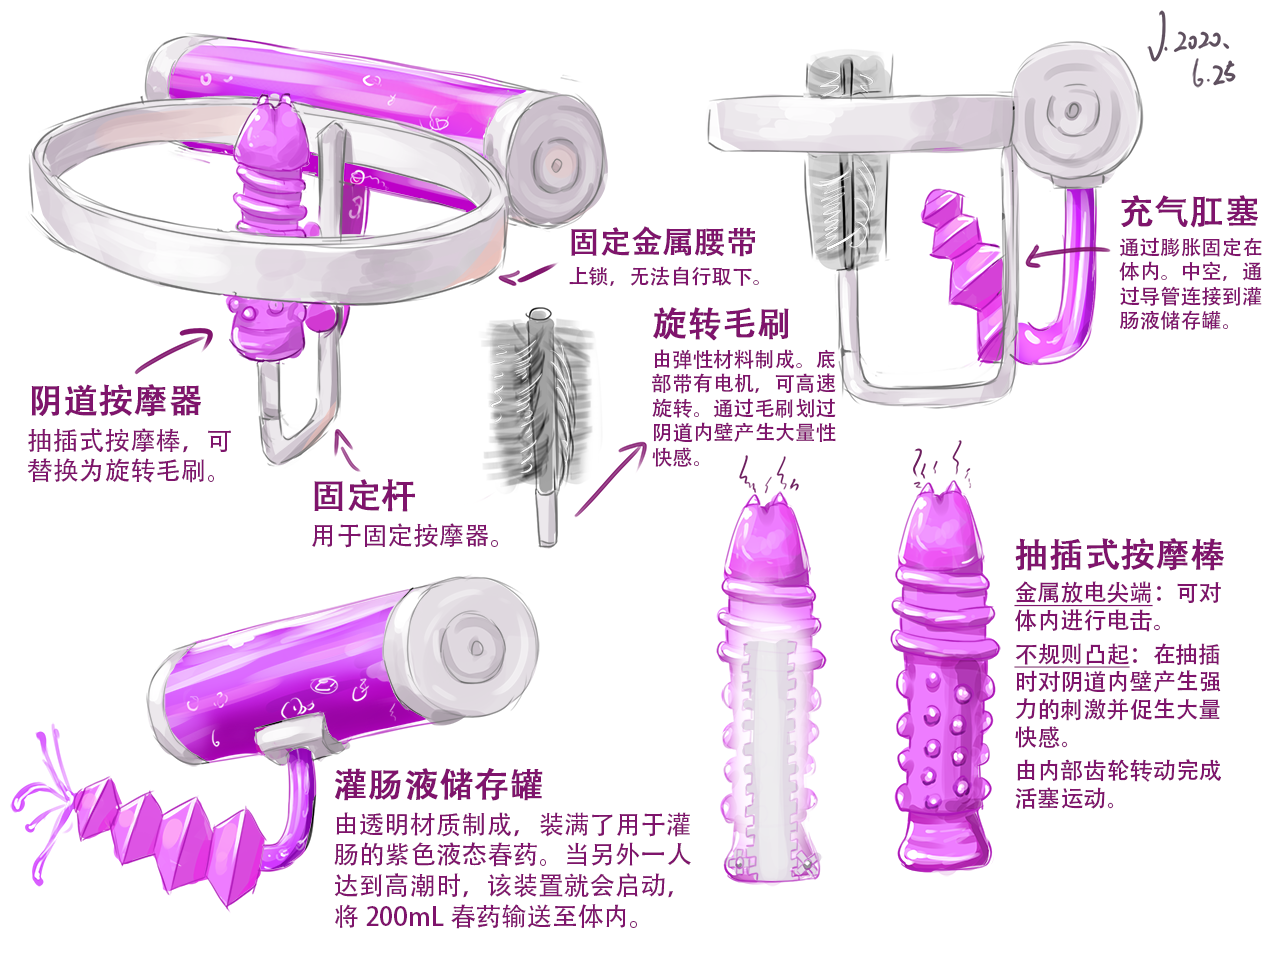 J.2020、
6.25
固定金属腰带
上锁，无法自行取下。
充气肛塞
通过膨胀固定在
体内。中空，通
过导管连接到灌
肠液储存罐。
旋转毛刷
由弹性材料制成。底
部带有电机，可高速
旋转。通过毛刷划过
阴道内壁产生大量性
快感。
阴道按摩器
抽插式按摩棒，可
替换为旋转毛刷。
固定杆
用于固定按摩器。
抽插式按摩棒
金属放电尖端：可对
体内进行电击。
不规则凸起：在抽插
时对阴道内壁产生强
力的刺激并促生大量
快感。
由内部齿轮转动完成
活塞运动。
灌肠液储存罐
由透明材质制成，装满了用于灌
肠的紫色液态春药。当另外一人
达到高潮时，该装置就会启动，
将 200mL 春药输送至体内。